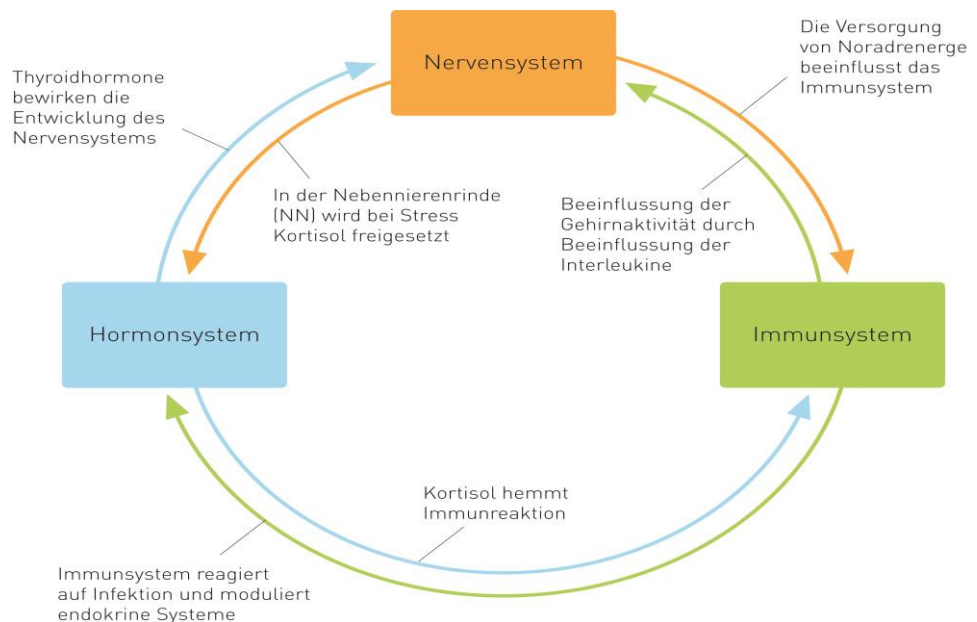 Nervensystem
Die Versorgung
von Noradrenerge
beeinflusst das
Immunsystem
Thyroidhormone
bewirken die
Entwicklung des
Nervensystems
In der Nebennierenrinde
(NN) wird bei Stress
Kortisol freigesetzt
Beeinflussung der
Gehirnaktivität durch
Beeinflussung der
Interleukine
Hormonsystem
Immunsystem
Kortisol hemmt
Immunreaktion
Immunsystem reagiert
auf Infektion und moduliert
endokrine Systeme